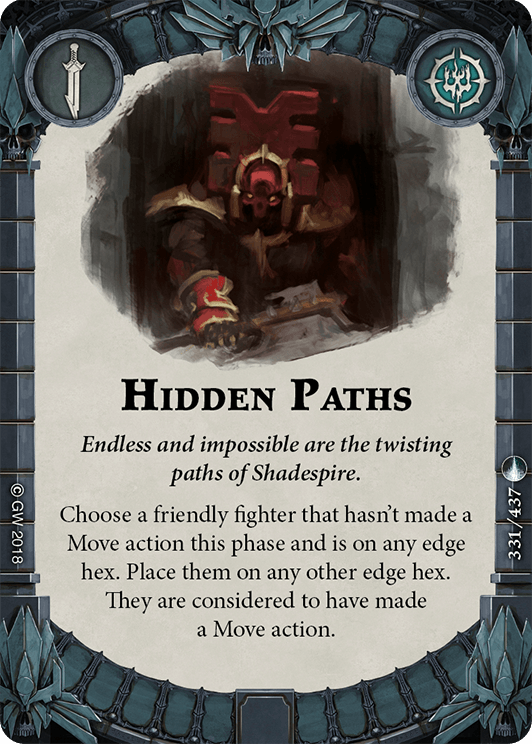 Hidden Paths
Endless and impossible are the twisting
paths of Shadespire.
Choose a friendly fighter that hasn't made a
Move action this phase and is on any edge
hex. Place them on any other edge hex.
They are considered to have made
a Move action.
© GW 2018
331/437